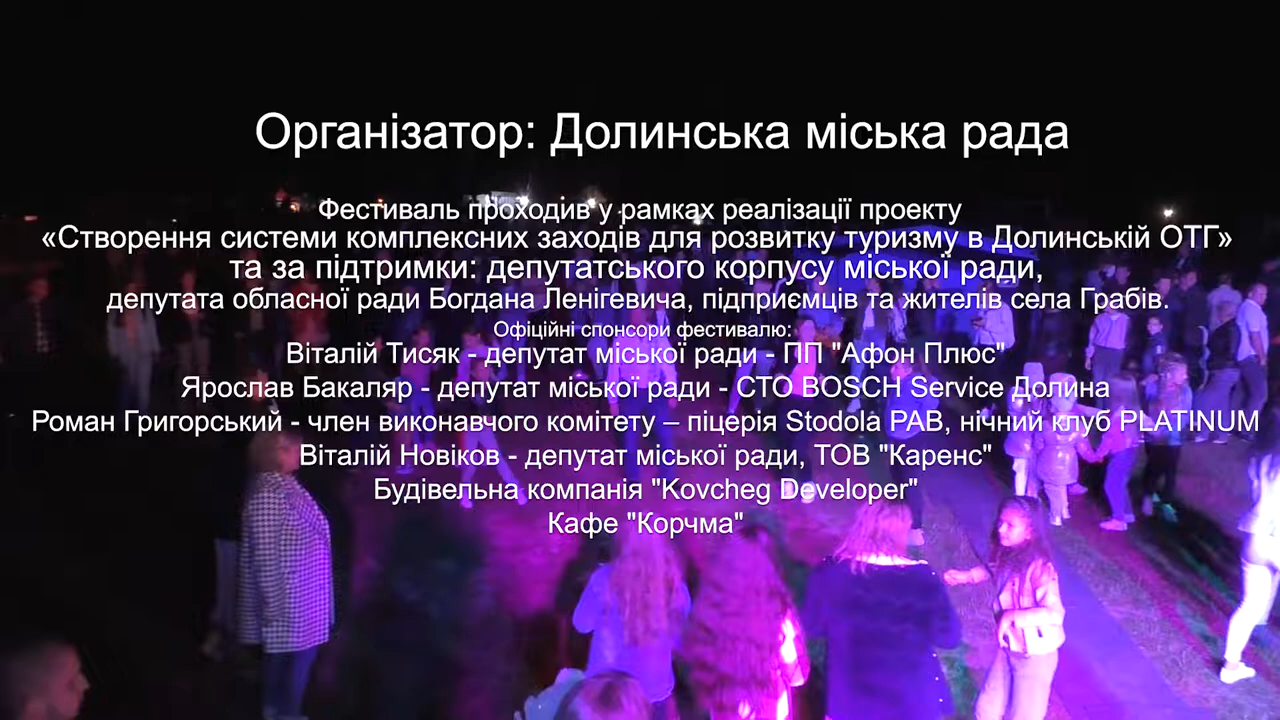 Організатор: Долинська міська рада
Фестиваль проходив у рамках реалізації проекту
«Створення системи комплексних заходів для розвитку туризму в Долинській ОТГ»
та за підтримки: депутатського корпусу міської ради,
депутата обласної ради Богдана Ленігевича, підприємців та жителів села Грабів.
Офіційні спонсори фестивалю:
Віталій Тисяк - депутат міської ради - ПП "Афон Плюс"
Ярослав Бакаляр - депутат міської ради - СТО BOSCH Service Долина
Роман Григорський - член виконавчого комітету – піцерія Stodola PAB, нічний клуб PLATINUM
Віталій Новіков - депутат міської ради, ТОВ "Каренс"
Будівельна компанія "Kovcheg Developer"
Кафе "Корчма"